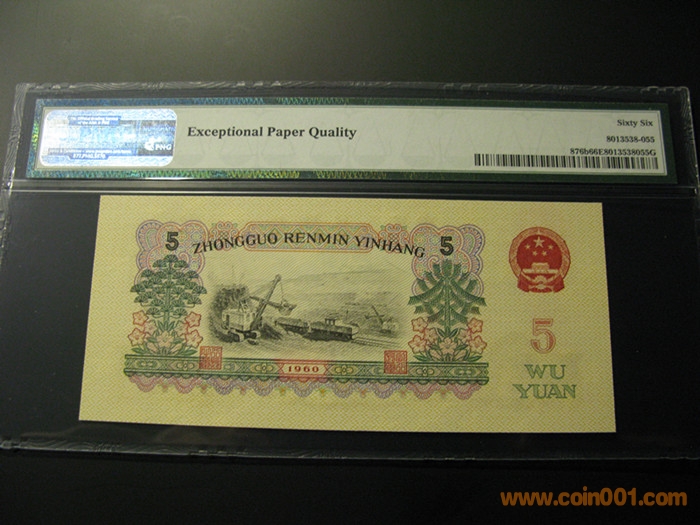 PMG
Exceptional Paper Quality
Sixty Six
8013538-055
876b66E8013538055G
5
ZHONGGUO RENMIN YINHANG
5
5
WU
YUAN
1960
www.coin001.com